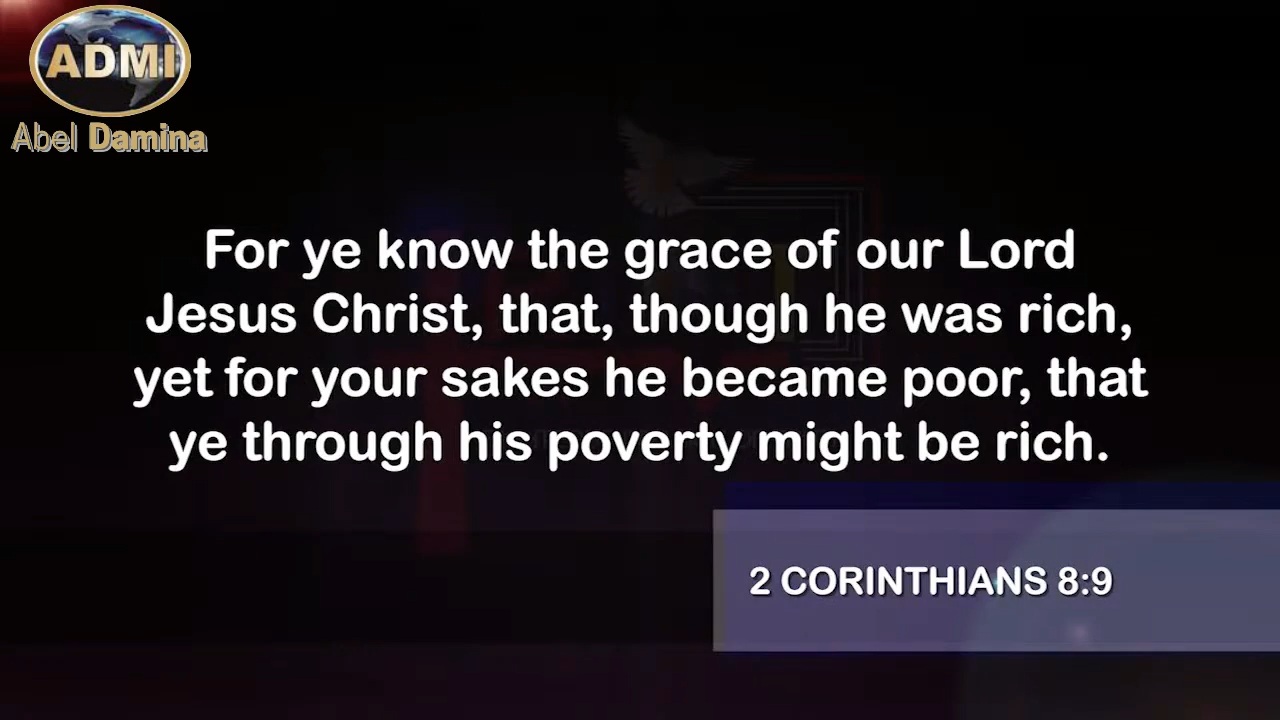 ADMI
Abel Damina
For ye know the grace of our Lord
Jesus Christ, that, though he was rich,
yet for your sakes he became poor, that
ye through his poverty might be rich.
2 CORINTHIANS 8:9